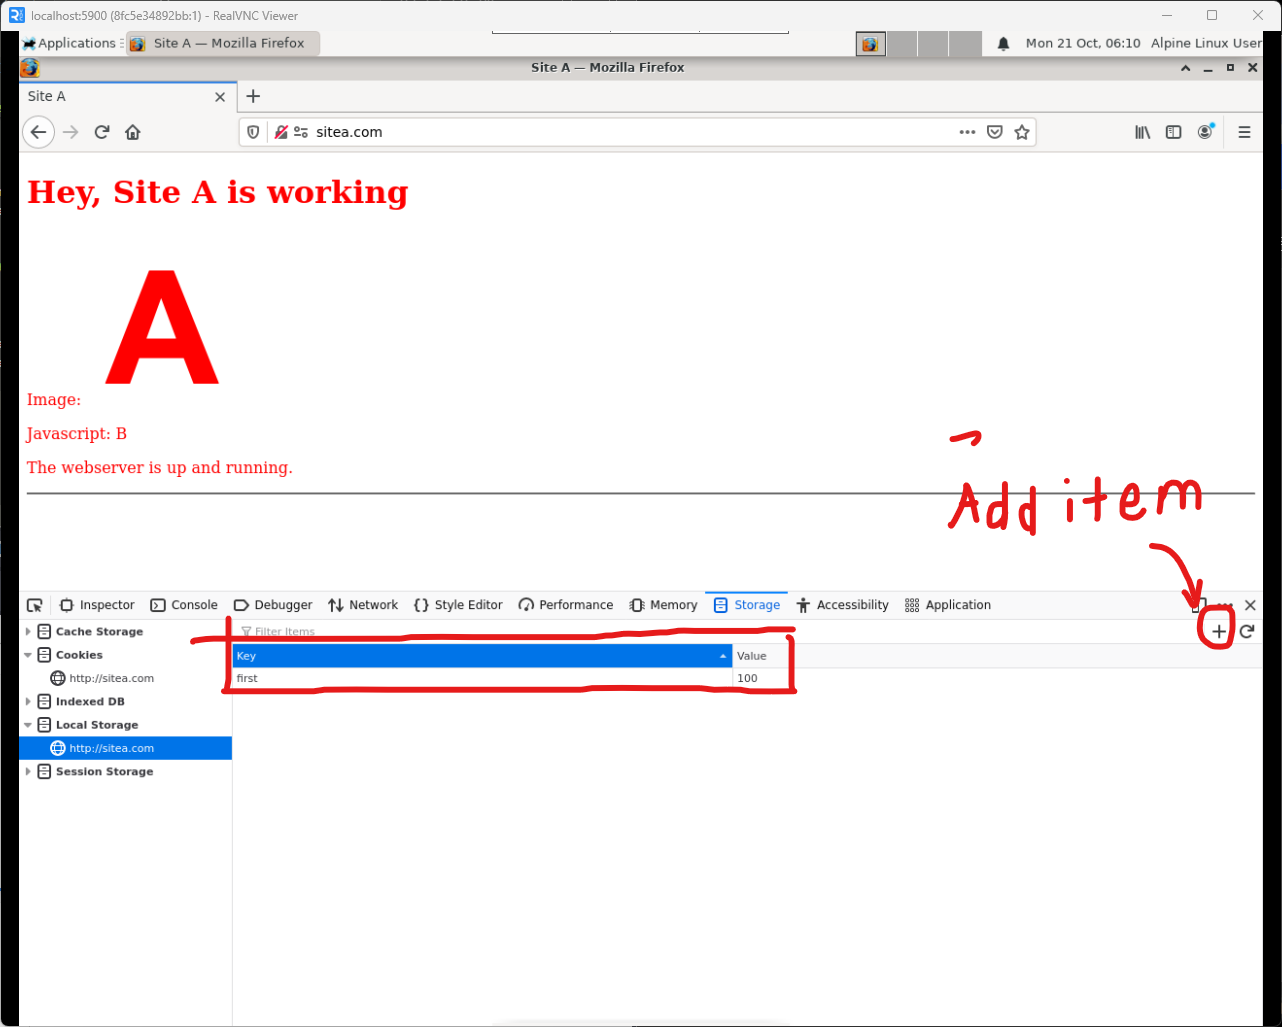 localhost:5900 (8fc5e34892bb:1) - RealVNC Viewer
Applications Site A — Mozilla Firefox Mon 21 Oct, 06:10 Alpine Linux User
Site A — Mozilla Firefox
Site A
sitea.com
Hey, Site A is working
A
Image:
Javascript: B
The webserver is up and running.
Add item
Inspector Console Debugger Network Style Editor Performance Memory Storage Accessibility Application
Cache Storage Filter Items
Cookies Key Value
http://sitea.com first 100
Indexed DB
Local Storage
http://sitea.com
Session Storage